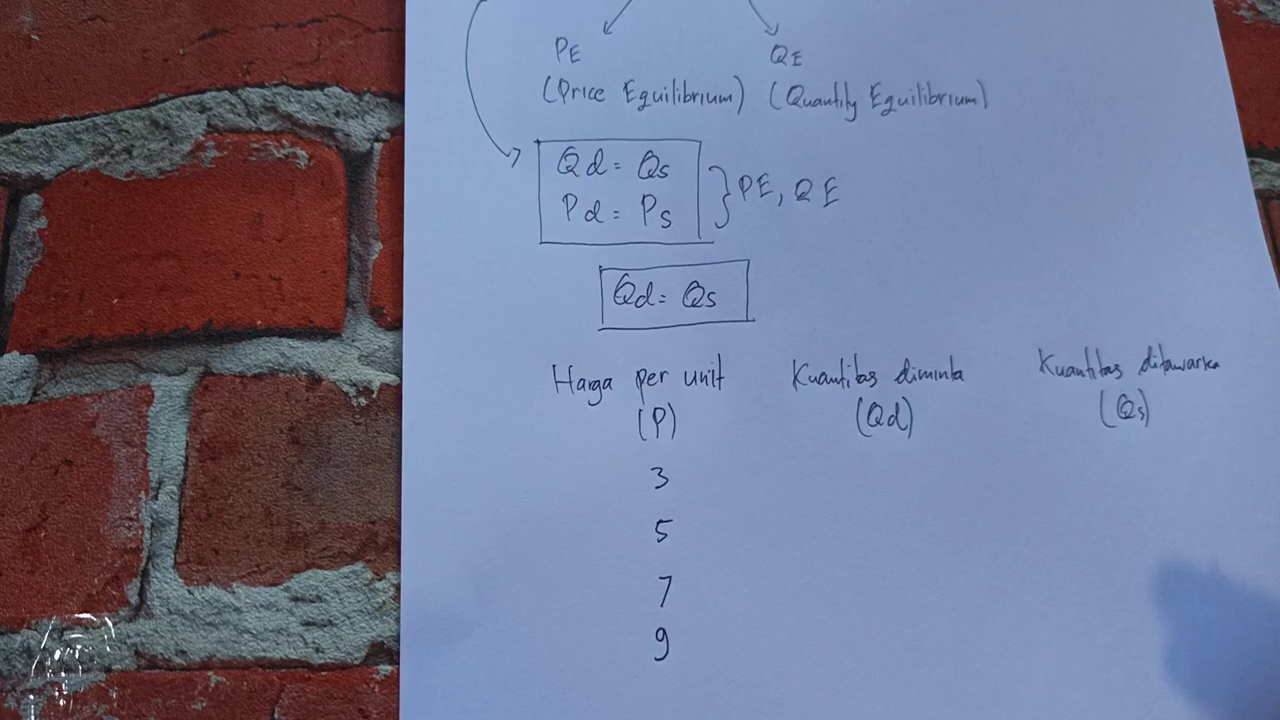 PE QE
(Price Equilibrium) (Quantity Equilibrium)
Qd = Qs
Pd = Ps
} PE, QE
Qd = Qs
Harga per unit Kuantitas diminta Kuantitas ditawarka
(P) (Qd) (Qs)
3
5
7
9